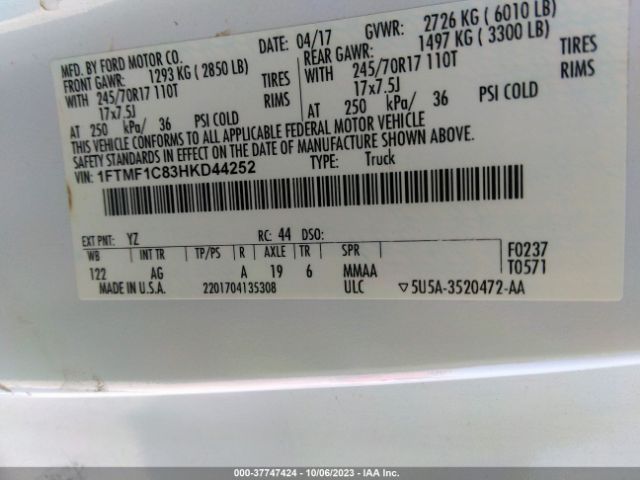 MFD. BY FORD MOTOR CO. DATE: 04/17 GVWR: 2726 KG ( 6010 LB)
FRONT GAWR: 1293 KG ( 2850 LB) REAR GAWR: 1497 KG ( 3300 LB)
WITH 245/70R17 110T TIRES WITH 245/70R17 110T TIRES
17x7.5J RIMS 17x7.5J RIMS
AT 250 kPa/ 36 PSI COLD AT 250 kPa/ 36 PSI COLD
THIS VEHICLE CONFORMS TO ALL APPLICABLE FEDERAL MOTOR VEHICLE
SAFETY STANDARDS IN EFFECT ON THE DATE OF MANUFACTURE SHOWN ABOVE.
VIN: 1FTMF1C83HKD44252 TYPE: Truck
EXT PNT: YZ RC: 44 DSO:
WB INT TR TP/PS R AXLE TR SPR F0237
122 AG A 19 6 MMAA T0571
MADE IN U.S.A. 2201704135308 ULC ▽5U5A-3520472-AA
000-37747424 - 10/06/2023 - IAA Inc.